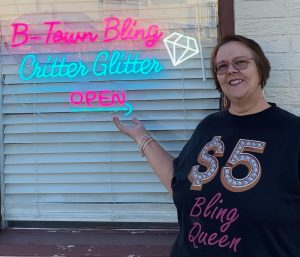 B-Town Bling
Critter Glitter
OPEN
$5
Bling
Queen